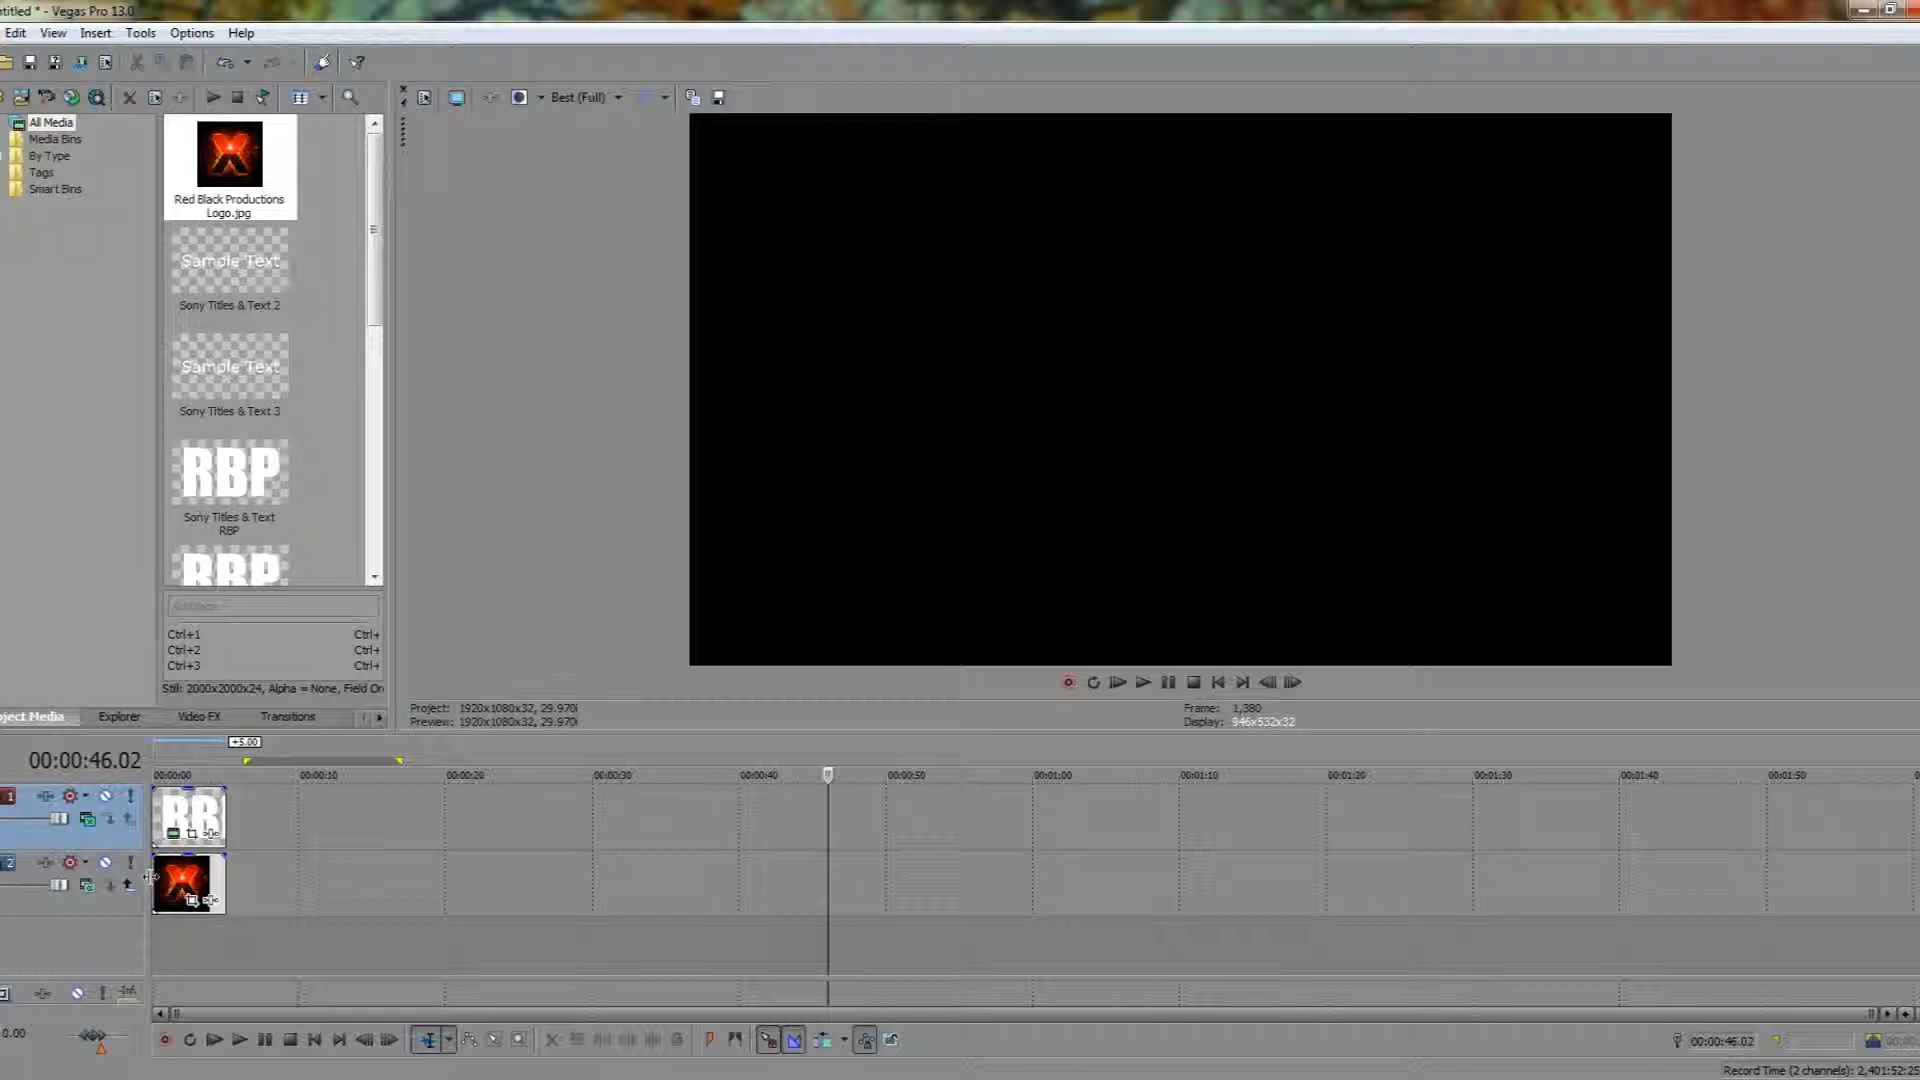 ntitled * - Vegas Pro 13.0
Edit View Insert Tools Options Help
Best (Full)
All Media
Media Bins
By Type
Tags
Smart Bins
Red Black Productions
Logo.jpg
Sample Text
Sony Titles & Text 2
Sample Text
Sony Titles & Text 3
RBP
Sony Titles & Text
RBP
RBP
Ctrl+1 Ctrl+
Ctrl+2 Ctrl+
Ctrl+3 Ctrl+
Still: 2000x2000x24, Alpha = None, Field Or
oject Media Explorer Video FX Transitions
Project: 1920x1080x32, 29.970i
Preview: 1920x1080x32, 29.970i
Frame: 1,380
Display: 946x532x32
00:00:46.02
+5.00
00:00:00 00:00:10 00:00:20 00:00:30 00:00:40 00:00:50 00:01:00 00:01:10 00:01:20 00:01:30 00:01:40 00:01:50
1
2
-Inf.
0.00
00:00:46.02
Record Time (2 channels): 2,401:52:25